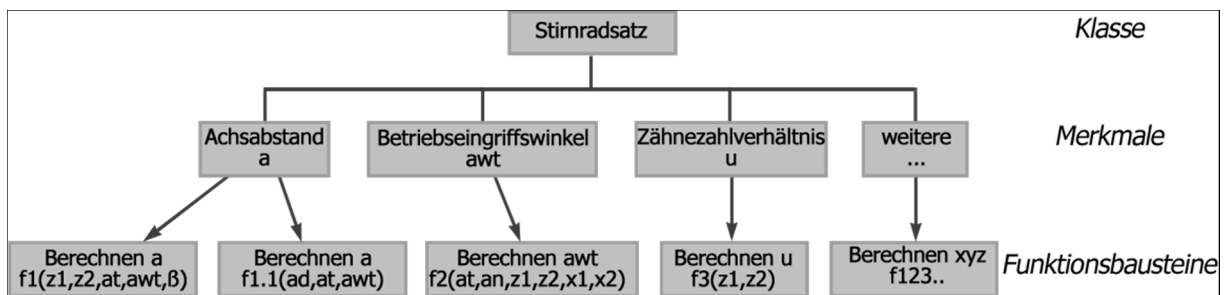 Stirnradsatz
Klasse
Achsabstand
a
Betriebseingriffswinkel
awt
Zähnezahlverhältnis
u
weitere
...
Merkmale
Berechnen a
f1(z1,z2,at,awt,ß)
Berechnen a
f1.1(ad,at,awt)
Berechnen awt
f2(at,an,z1,z2,x1,x2)
Berechnen u
f3(z1,z2)
Berechnen xyz
f123..
Funktionsbausteine